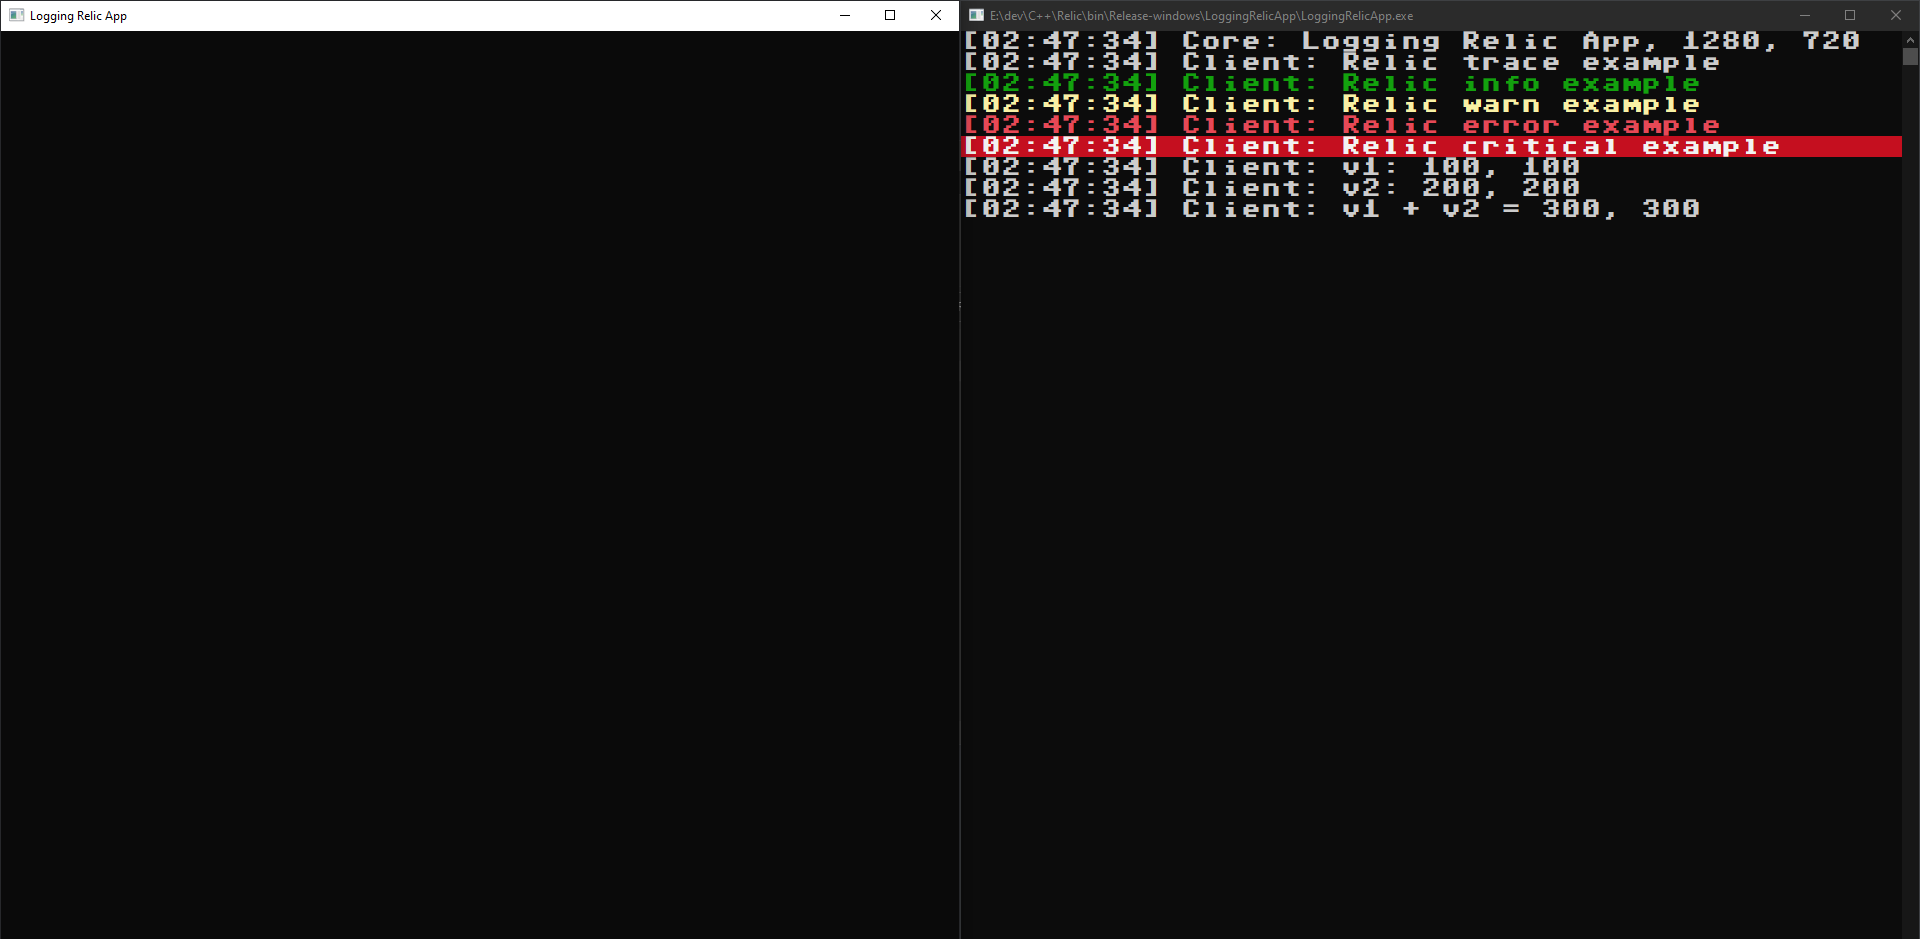 Logging Relic App
E:\dev\C++\Relic\bin\Release-windows\LoggingRelicApp\LoggingRelicApp.exe
[02:47:34] Core: Logging Relic App, 1280, 720
[02:47:34] Client: Relic trace example
[02:47:34] Client: Relic info example
[02:47:34] Client: Relic warn example
[02:47:34] Client: Relic error example
[02:47:34] Client: Relic critical example
[02:47:34] Client: v1: 100, 100
[02:47:34] Client: v2: 200, 200
[02:47:34] Client: v1 + v2 = 300, 300